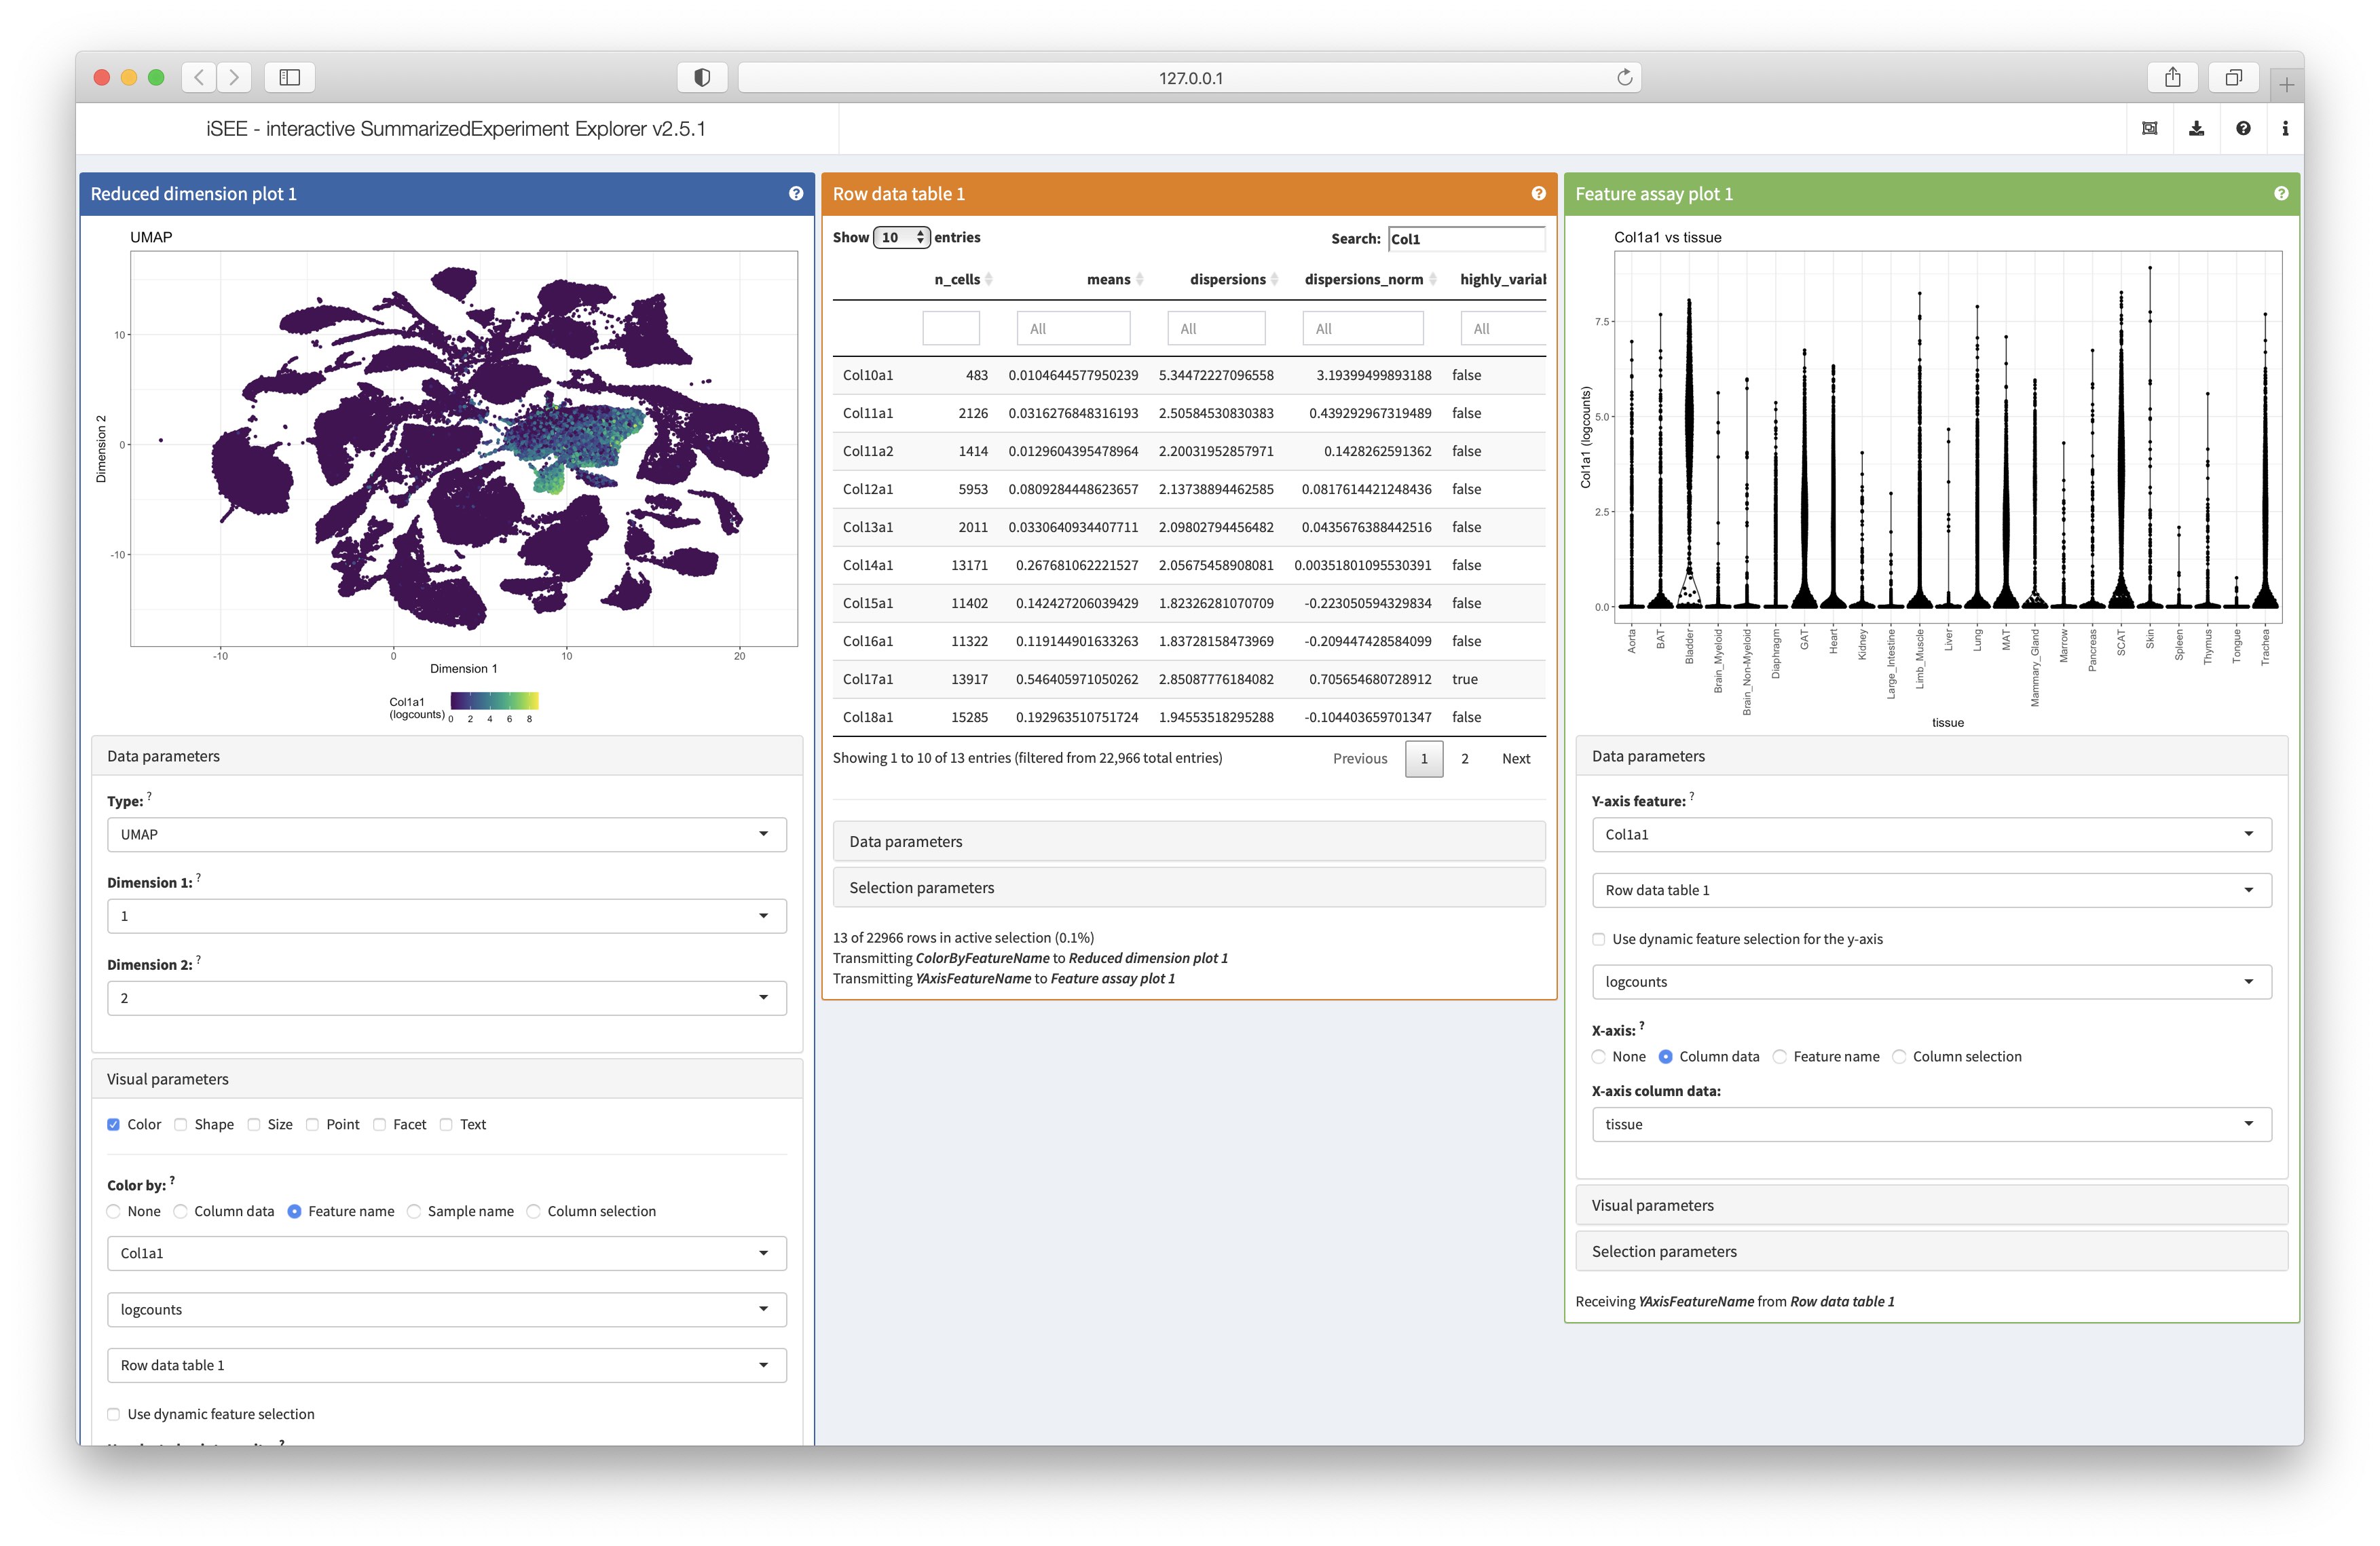 127.0.0.1
iSEE - interactive SummarizedExperiment Explorer v2.5.1
Reduced dimension plot 1
UMAP
10
0
-10
Dimension 2
-10 0 10 20
Dimension 1
Col1a1
(logcounts)
0 2 4 6 8
Data parameters
Type: ?
UMAP
Dimension 1: ?
1
Dimension 2: ?
2
Visual parameters
Color Shape Size Point Facet Text
Color by: ?
None Column data Feature name Sample name Column selection
Col1a1
logcounts
Row data table 1
Use dynamic feature selection
Row data table 1
Show 10 entries
Search: Col1
n_cells means dispersions dispersions_norm highly_variab
All All All All
Col10a1 483 0.0104644577950239 5.34472227096558 3.19399499893188 false
Col11a1 2126 0.0316276848316193 2.50584530830383 0.439292967319489 false
Col11a2 1414 0.0129604395478964 2.20031952857971 0.1428262591362 false
Col12a1 5953 0.0809284448623657 2.13738894462585 0.0817614421248436 false
Col13a1 2011 0.0330640934407711 2.09802794456482 0.0435676388442516 false
Col14a1 13171 0.267681062221527 2.05675458908081 0.00351801095530391 false
Col15a1 11402 0.142427206039429 1.82326281070709 -0.223050594329834 false
Col16a1 11322 0.119144901633263 1.83728158473969 -0.209447428584099 false
Col17a1 13917 0.546405971050262 2.85087776184082 0.705654680728912 true
Col18a1 15285 0.192963510751724 1.94553518295288 -0.104403659701347 false
Showing 1 to 10 of 13 entries (filtered from 22,966 total entries)
Previous 1 2 Next
Data parameters
Selection parameters
13 of 22966 rows in active selection (0.1%)
Transmitting ColorByFeatureName to Reduced dimension plot 1
Transmitting YAxisFeatureName to Feature assay plot 1
Feature assay plot 1
Col1a1 vs tissue
7.5
5.0
2.5
0.0
Col1a1 (logcounts)
Aorta
BAT
Bladder
Brain_Myeloid
Brain_Non-Myeloid
Diaphragm
GAT
Heart
Kidney
Large_Intestine
Limb_Muscle
Liver
Lung
MAT
Mammary_Gland
Marrow
Pancreas
SCAT
Skin
Spleen
Thymus
Tongue
Trachea
tissue
Data parameters
Y-axis feature: ?
Col1a1
Row data table 1
Use dynamic feature selection for the y-axis
logcounts
X-axis: ?
None Column data Feature name Column selection
X-axis column data:
tissue
Visual parameters
Selection parameters
Receiving YAxisFeatureName from Row data table 1